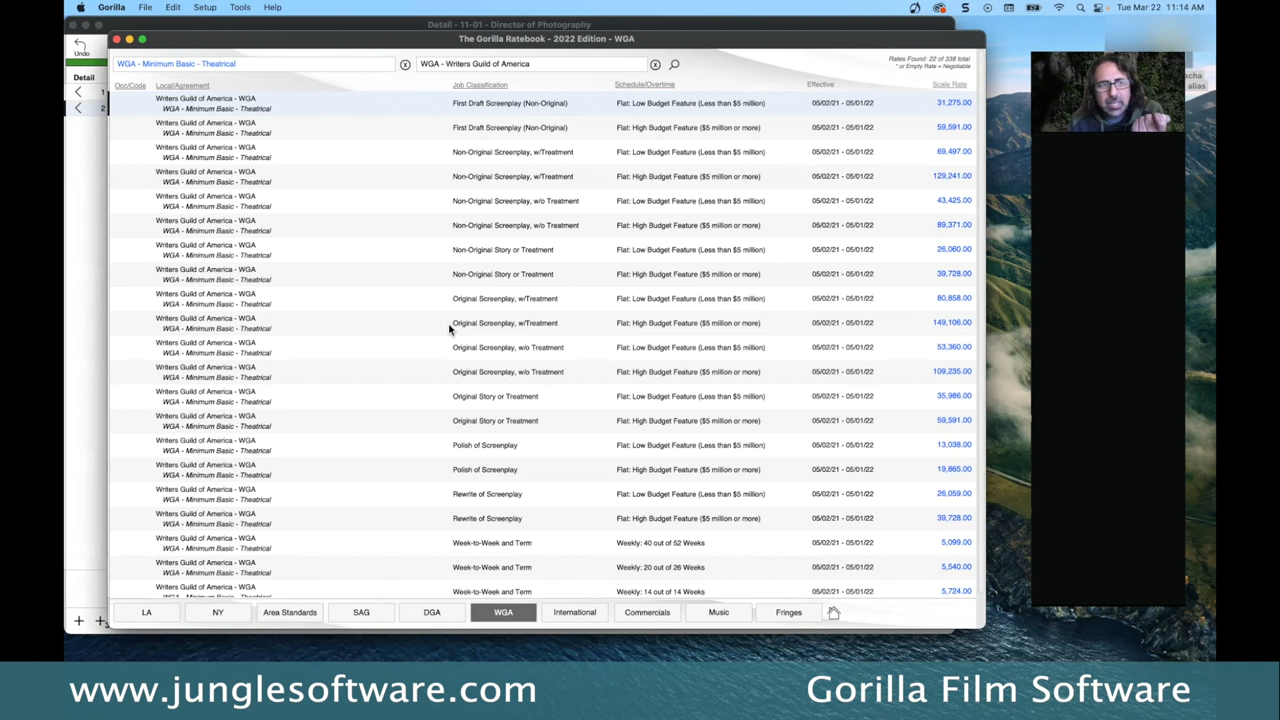 Gorilla File Edit Setup Tools Help Tue Mar 22 11:14 AM
Detail - 11-01 - Director of Photography
The Gorilla Ratebook - 2022 Edition - WGA
Undo
WGA - Minimum Basic - Theatrical WGA - Writers Guild of America Rates Found: 22 of 338 total
* or Empty Rate = Negotiable
Detail
Occ/Code Local/Agreement Job Classification Schedule/Overtime Effective Scale Rate
1
2
Writers Guild of America - WGA
WGA - Minimum Basic - Theatrical First Draft Screenplay (Non-Original) Flat: Low Budget Feature (Less than $5 million) 05/02/21 - 05/01/22 31,275.00
Writers Guild of America - WGA
WGA - Minimum Basic - Theatrical First Draft Screenplay (Non-Original) Flat: High Budget Feature ($5 million or more) 05/02/21 - 05/01/22 59,591.00
Writers Guild of America - WGA
WGA - Minimum Basic - Theatrical Non-Original Screenplay, w/Treatment Flat: Low Budget Feature (Less than $5 million) 05/02/21 - 05/01/22 69,497.00
Writers Guild of America - WGA
WGA - Minimum Basic - Theatrical Non-Original Screenplay, w/Treatment Flat: High Budget Feature ($5 million or more) 05/02/21 - 05/01/22 129,241.00
Writers Guild of America - WGA
WGA - Minimum Basic - Theatrical Non-Original Screenplay, w/o Treatment Flat: Low Budget Feature (Less than $5 million) 05/02/21 - 05/01/22 43,425.00
Writers Guild of America - WGA
WGA - Minimum Basic - Theatrical Non-Original Screenplay, w/o Treatment Flat: High Budget Feature ($5 million or more) 05/02/21 - 05/01/22 89,371.00
Writers Guild of America - WGA
WGA - Minimum Basic - Theatrical Non-Original Story or Treatment Flat: Low Budget Feature (Less than $5 million) 05/02/21 - 05/01/22 26,060.00
Writers Guild of America - WGA
WGA - Minimum Basic - Theatrical Non-Original Story or Treatment Flat: High Budget Feature ($5 million or more) 05/02/21 - 05/01/22 39,728.00
Writers Guild of America - WGA
WGA - Minimum Basic - Theatrical Original Screenplay, w/Treatment Flat: Low Budget Feature (Less than $5 million) 05/02/21 - 05/01/22 80,858.00
Writers Guild of America - WGA
WGA - Minimum Basic - Theatrical Original Screenplay, w/Treatment Flat: High Budget Feature ($5 million or more) 05/02/21 - 05/01/22 149,106.00
Writers Guild of America - WGA
WGA - Minimum Basic - Theatrical Original Screenplay, w/o Treatment Flat: Low Budget Feature (Less than $5 million) 05/02/21 - 05/01/22 53,360.00
Writers Guild of America - WGA
WGA - Minimum Basic - Theatrical Original Screenplay, w/o Treatment Flat: High Budget Feature ($5 million or more) 05/02/21 - 05/01/22 109,235.00
Writers Guild of America - WGA
WGA - Minimum Basic - Theatrical Original Story or Treatment Flat: Low Budget Feature (Less than $5 million) 05/02/21 - 05/01/22 35,986.00
Writers Guild of America - WGA
WGA - Minimum Basic - Theatrical Original Story or Treatment Flat: High Budget Feature ($5 million or more) 05/02/21 - 05/01/22 59,591.00
Writers Guild of America - WGA
WGA - Minimum Basic - Theatrical Polish of Screenplay Flat: Low Budget Feature (Less than $5 million) 05/02/21 - 05/01/22 13,038.00
Writers Guild of America - WGA
WGA - Minimum Basic - Theatrical Polish of Screenplay Flat: High Budget Feature ($5 million or more) 05/02/21 - 05/01/22 19,865.00
Writers Guild of America - WGA
WGA - Minimum Basic - Theatrical Rewrite of Screenplay Flat: Low Budget Feature (Less than $5 million) 05/02/21 - 05/01/22 26,059.00
Writers Guild of America - WGA
WGA - Minimum Basic - Theatrical Rewrite of Screenplay Flat: High Budget Feature ($5 million or more) 05/02/21 - 05/01/22 39,728.00
Writers Guild of America - WGA
WGA - Minimum Basic - Theatrical Week-to-Week and Term Weekly: 40 out of 52 Weeks 05/02/21 - 05/01/22 5,099.00
Writers Guild of America - WGA
WGA - Minimum Basic - Theatrical Week-to-Week and Term Weekly: 20 out of 26 Weeks 05/02/21 - 05/01/22 5,540.00
Writers Guild of America - WGA
Week-to-Week and Term Weekly: 14 out of 14 Weeks 05/02/21 - 05/01/22 5,724.00
LA NY Area Standards SAG DGA WGA International Commercials Music Fringes
alias
www.junglesoftware.com Gorilla Film Software